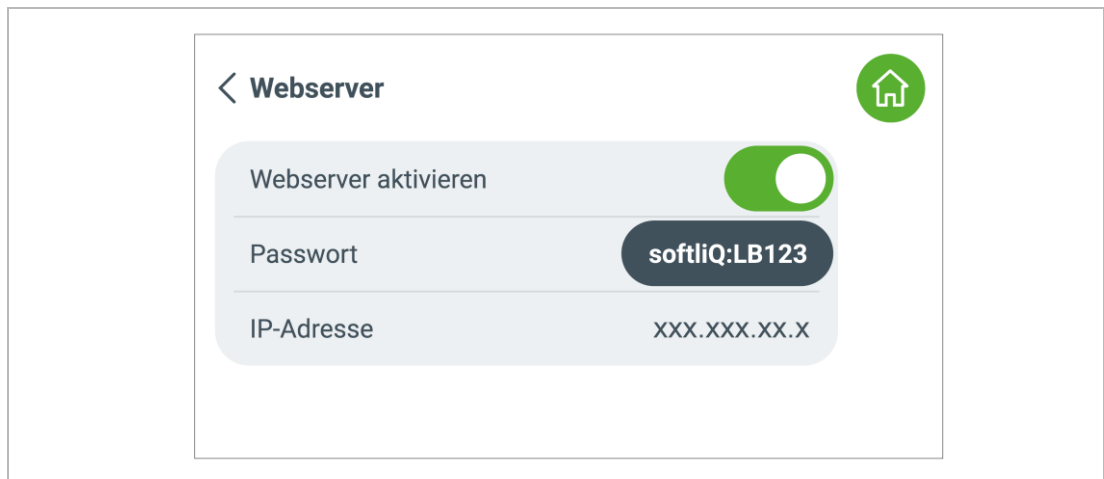 Webserver
Webserver aktivieren
Passwort softliQ:LB123
IP-Adresse xxx.xxx.xx.x